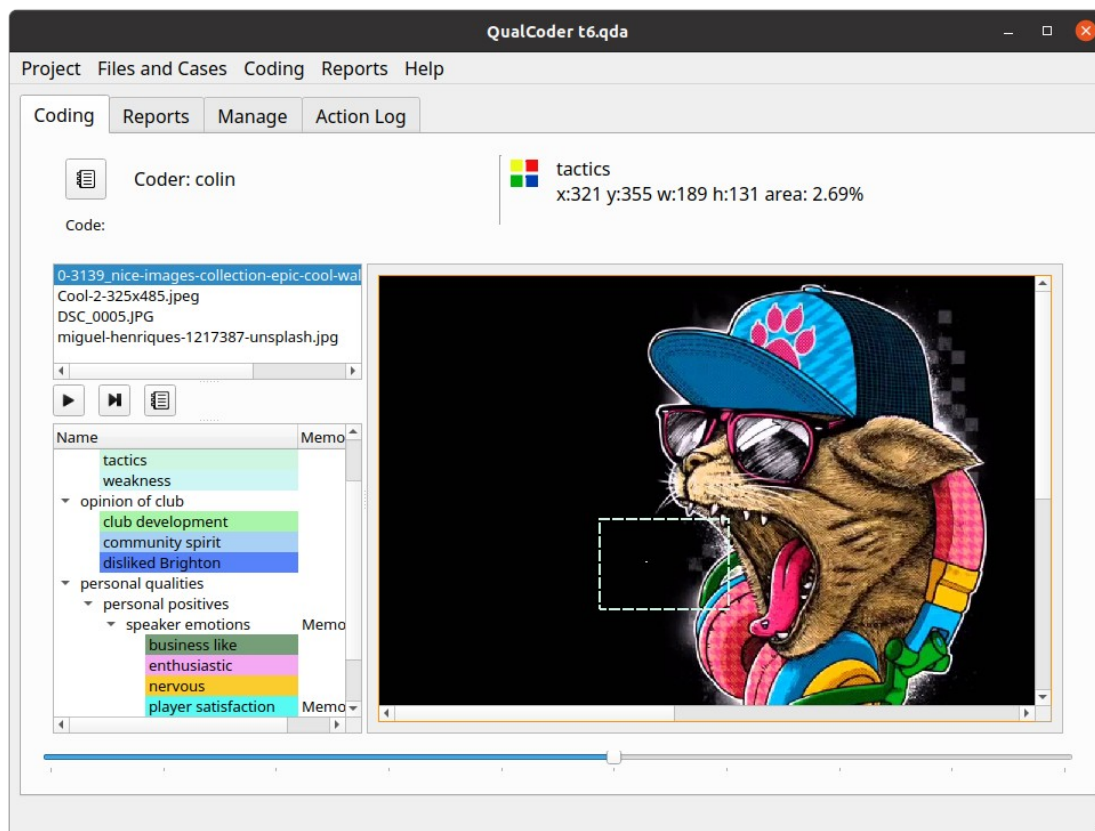 QualCoder t6.qda
Project Files and Cases Coding Reports Help
Coding Reports Manage Action Log
Coder: colin
tactics
x:321 y:355 w:189 h:131 area: 2.69%
Code:
0-3139_nice-images-collection-epic-cool-wal
Cool-2-325x485.jpeg
DSC_0005.JPG
miguel-henriques-1217387-unsplash.jpg
Name Memo
tactics
weakness
opinion of club
club development
community spirit
disliked Brighton
personal qualities
personal positives
speaker emotions Memo
business like
enthusiastic
nervous
player satisfaction Memo